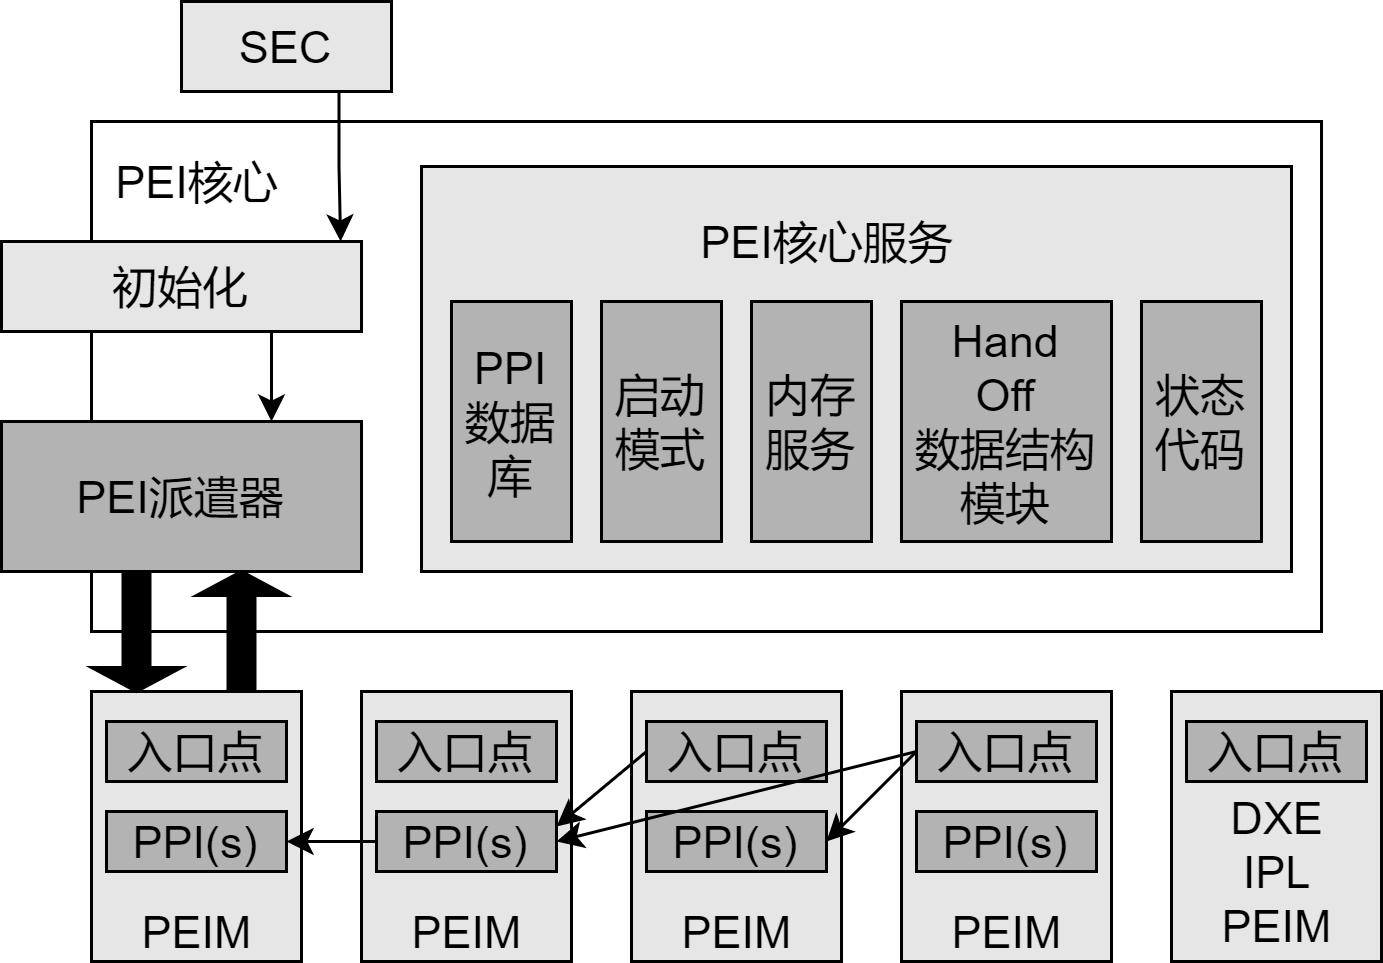 SEC
PEI核心
初始化
PEI派遣器
PEI核心服务
PPI
数据
库
启动
模式
内存
服务
Hand
Off
数据结构
模块
状态
代码
入口点
PPI(s)
PEIM
入口点
PPI(s)
PEIM
入口点
PPI(s)
PEIM
入口点
PPI(s)
PEIM
入口点
DXE
IPL
PEIM